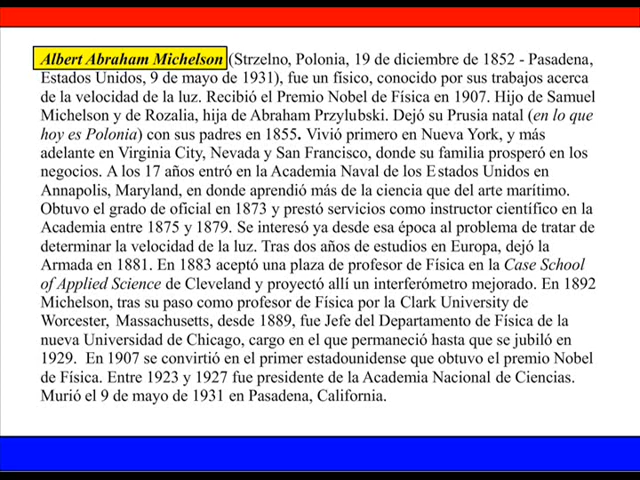 Albert Abraham Michelson (Strzelno, Polonia, 19 de diciembre de 1852 - Pasadena,
Estados Unidos, 9 de mayo de 1931), fue un físico, conocido por sus trabajos acerca
de la velocidad de la luz. Recibió el Premio Nobel de Física en 1907. Hijo de Samuel
Michelson y de Rozalia, hija de Abraham Przylubski. Dejó su Prusia natal (en lo que
hoy es Polonia) con sus padres en 1855. Vivió primero en Nueva York, y más
adelante en Virginia City, Nevada y San Francisco, donde su familia prosperó en los
negocios. A los 17 años entró en la Academia Naval de los Estados Unidos en
Annapolis, Maryland, en donde aprendió más de la ciencia que del arte marítimo.
Obtuvo el grado de oficial en 1873 y prestó servicios como instructor científico en la
Academia entre 1875 y 1879. Se interesó ya desde esa época al problema de tratar de
determinar la velocidad de la luz. Tras dos años de estudios en Europa, dejó la
Armada en 1881. En 1883 aceptó una plaza de profesor de Física en la Case School
of Applied Science de Cleveland y proyectó allí un interferómetro mejorado. En 1892
Michelson, tras su paso como profesor de Física por la Clark University de
Worcester, Massachusetts, desde 1889, fue Jefe del Departamento de Física de la
nueva Universidad de Chicago, cargo en el que permaneció hasta que se jubiló en
1929. En 1907 se convirtió en el primer estadounidense que obtuvo el premio Nobel
de Física. Entre 1923 y 1927 fue presidente de la Academia Nacional de Ciencias.
Murió el 9 de mayo de 1931 en Pasadena, California.